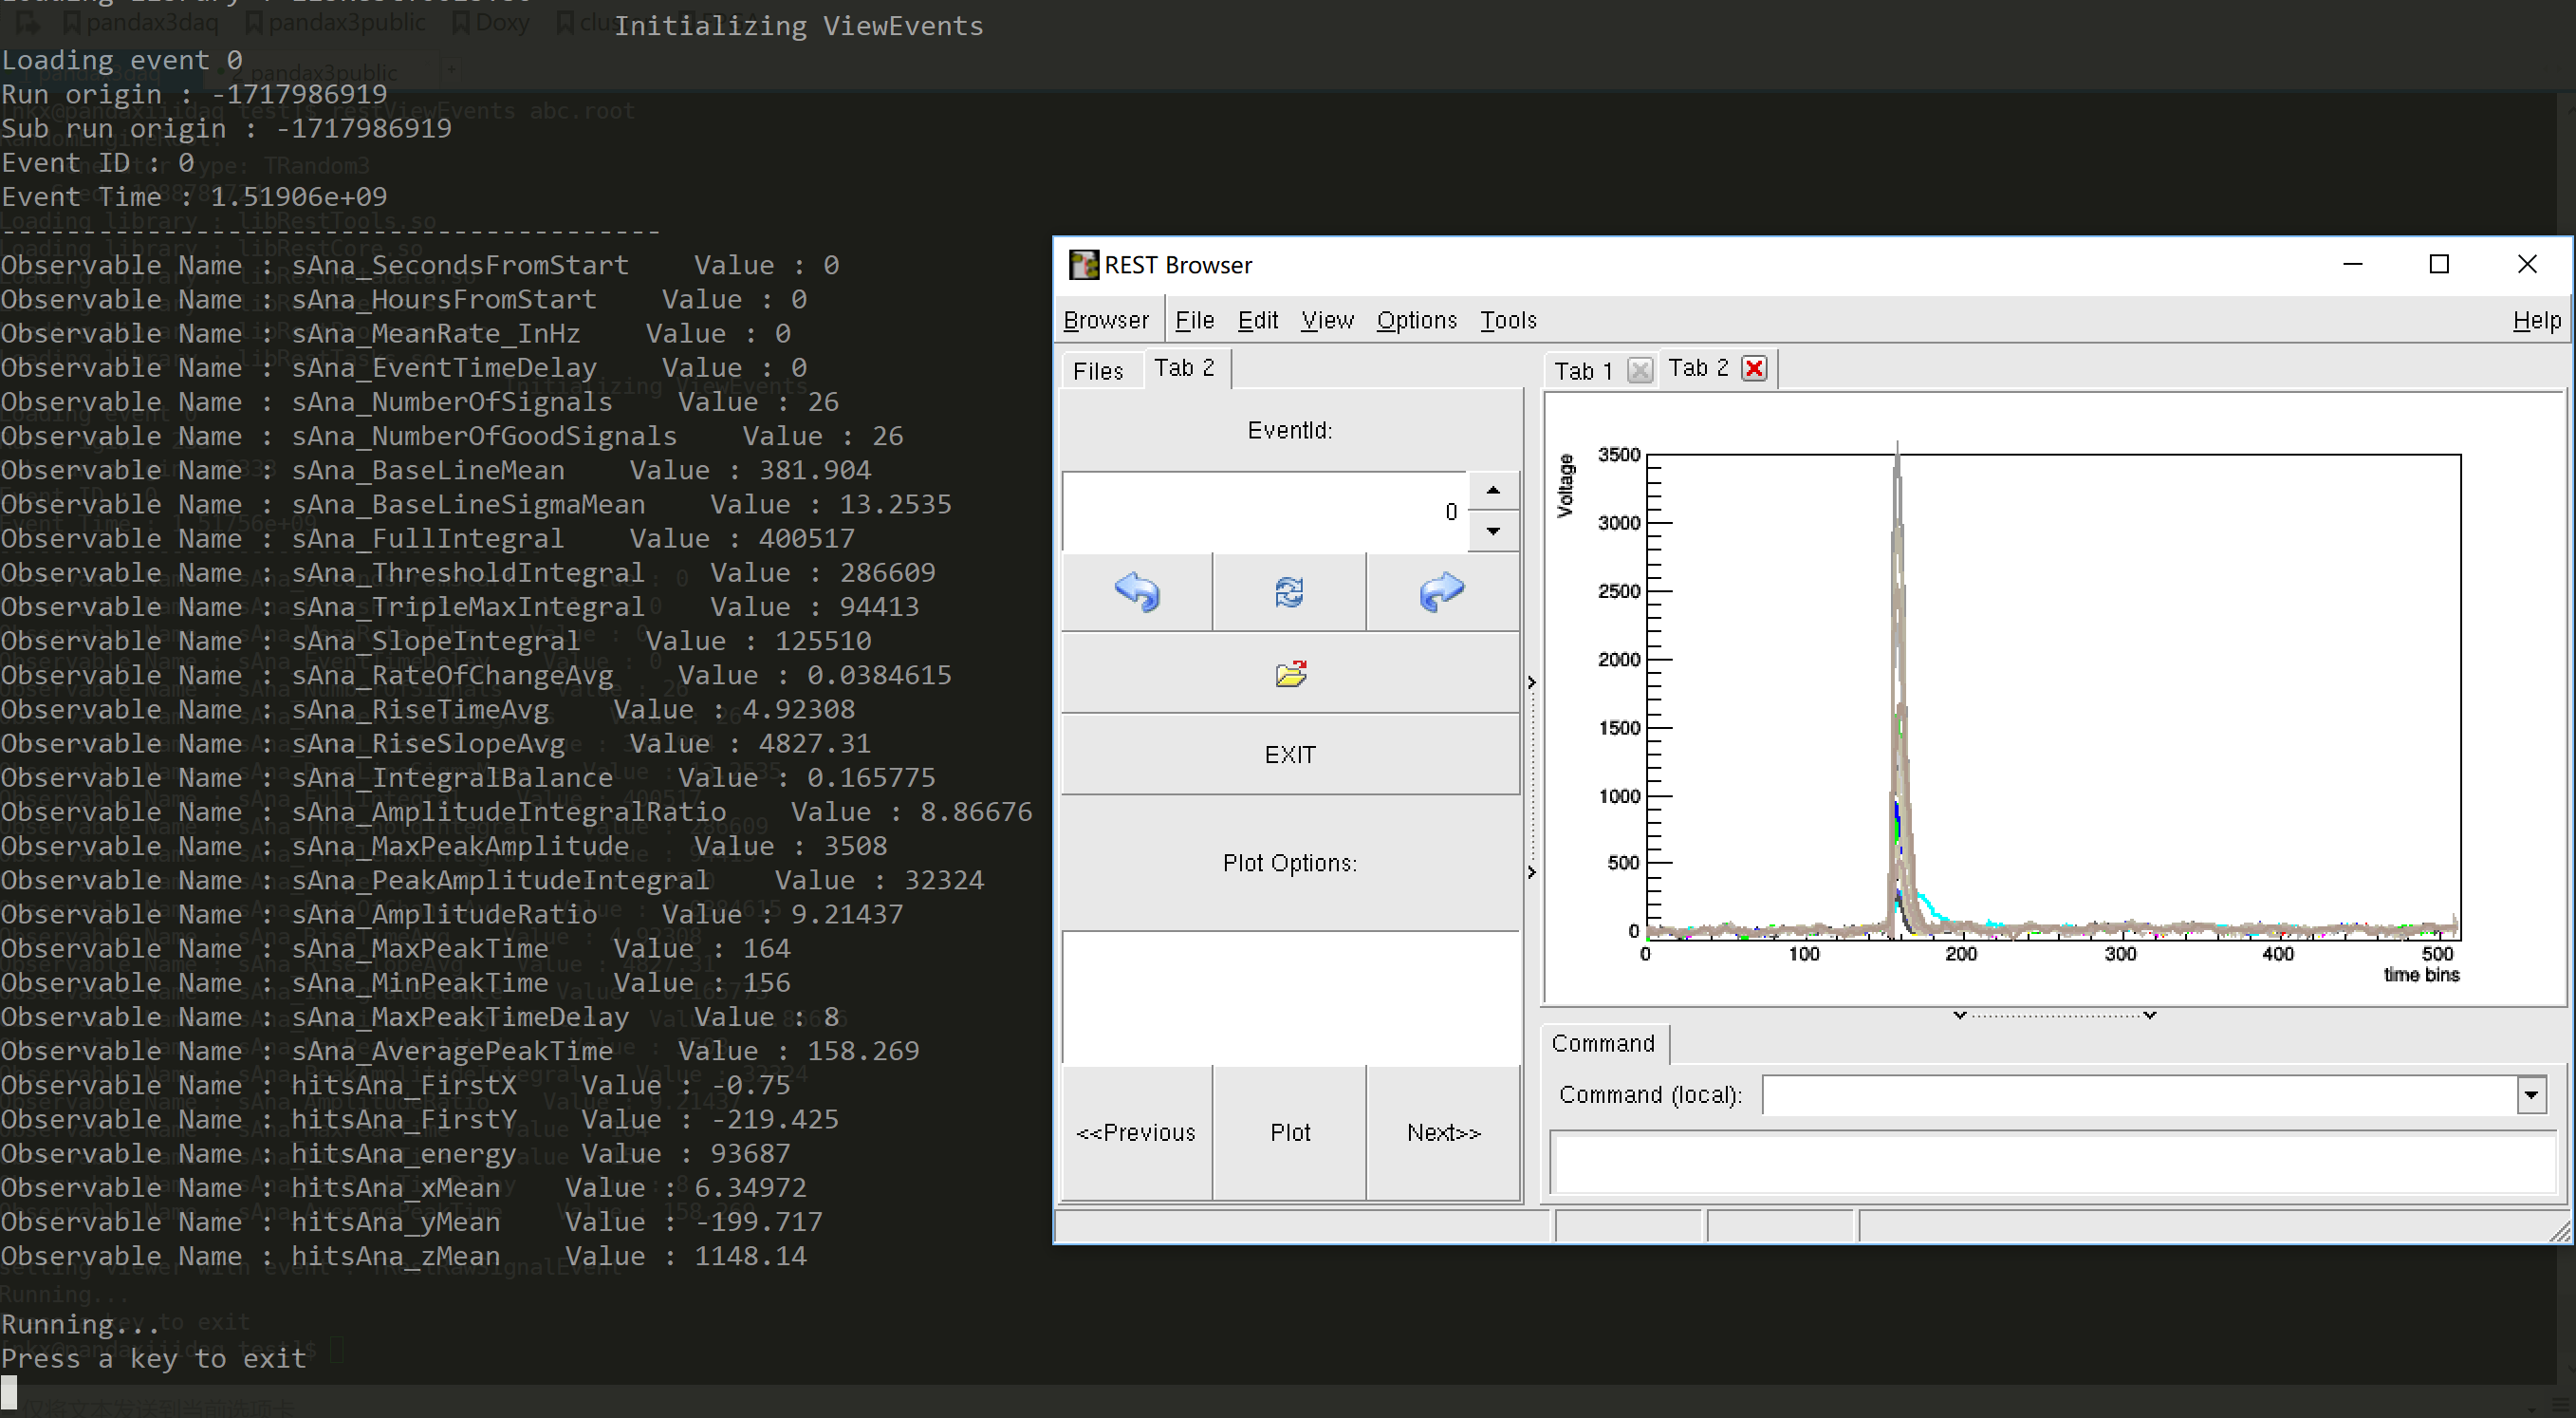 Initializing ViewEvents
Loading event 0
Run origin : -1717986919
Sub run origin : -1717986919
Event ID : 0
Event Time : 1.51906e+09
-----------------------------------------
Observable Name : sAna_SecondsFromStart    Value : 0
Observable Name : sAna_HoursFromStart    Value : 0
Observable Name : sAna_MeanRate_InHz    Value : 0
Observable Name : sAna_EventTimeDelay    Value : 0
Observable Name : sAna_NumberOfSignals    Value : 26
Observable Name : sAna_NumberOfGoodSignals    Value : 26
Observable Name : sAna_BaseLineMean    Value : 381.904
Observable Name : sAna_BaseLineSigmaMean    Value : 13.2535
Observable Name : sAna_FullIntegral    Value : 400517
Observable Name : sAna_ThresholdIntegral    Value : 286609
Observable Name : sAna_TripleMaxIntegral    Value : 94413
Observable Name : sAna_SlopeIntegral    Value : 125510
Observable Name : sAna_RateOfChangeAvg    Value : 0.0384615
Observable Name : sAna_RiseTimeAvg    Value : 4.92308
Observable Name : sAna_RiseSlopeAvg    Value : 4827.31
Observable Name : sAna_IntegralBalance    Value : 0.165775
Observable Name : sAna_AmplitudeIntegralRatio    Value : 8.86676
Observable Name : sAna_MaxPeakAmplitude    Value : 3508
Observable Name : sAna_PeakAmplitudeIntegral    Value : 32324
Observable Name : sAna_AmplitudeRatio    Value : 9.21437
Observable Name : sAna_MaxPeakTime    Value : 164
Observable Name : sAna_MinPeakTime    Value : 156
Observable Name : sAna_MaxPeakTimeDelay    Value : 8
Observable Name : sAna_AveragePeakTime    Value : 158.269
Observable Name : hitsAna_FirstX    Value : -0.75
Observable Name : hitsAna_FirstY    Value : -219.425
Observable Name : hitsAna_energy    Value : 93687
Observable Name : hitsAna_xMean    Value : 6.34972
Observable Name : hitsAna_yMean    Value : -199.717
Observable Name : hitsAna_zMean    Value : 1148.14
Running...
Press a key to exit
REST Browser
Browser File Edit View Options Tools Help
Files Tab 2
EventId:
0
EXIT
Plot Options:
<<Previous Plot Next>>
Tab 1 Tab 2
Voltage
3500
3000
2500
2000
1500
1000
500
0
0 100 200 300 400 500
time bins
Command
Command (local):